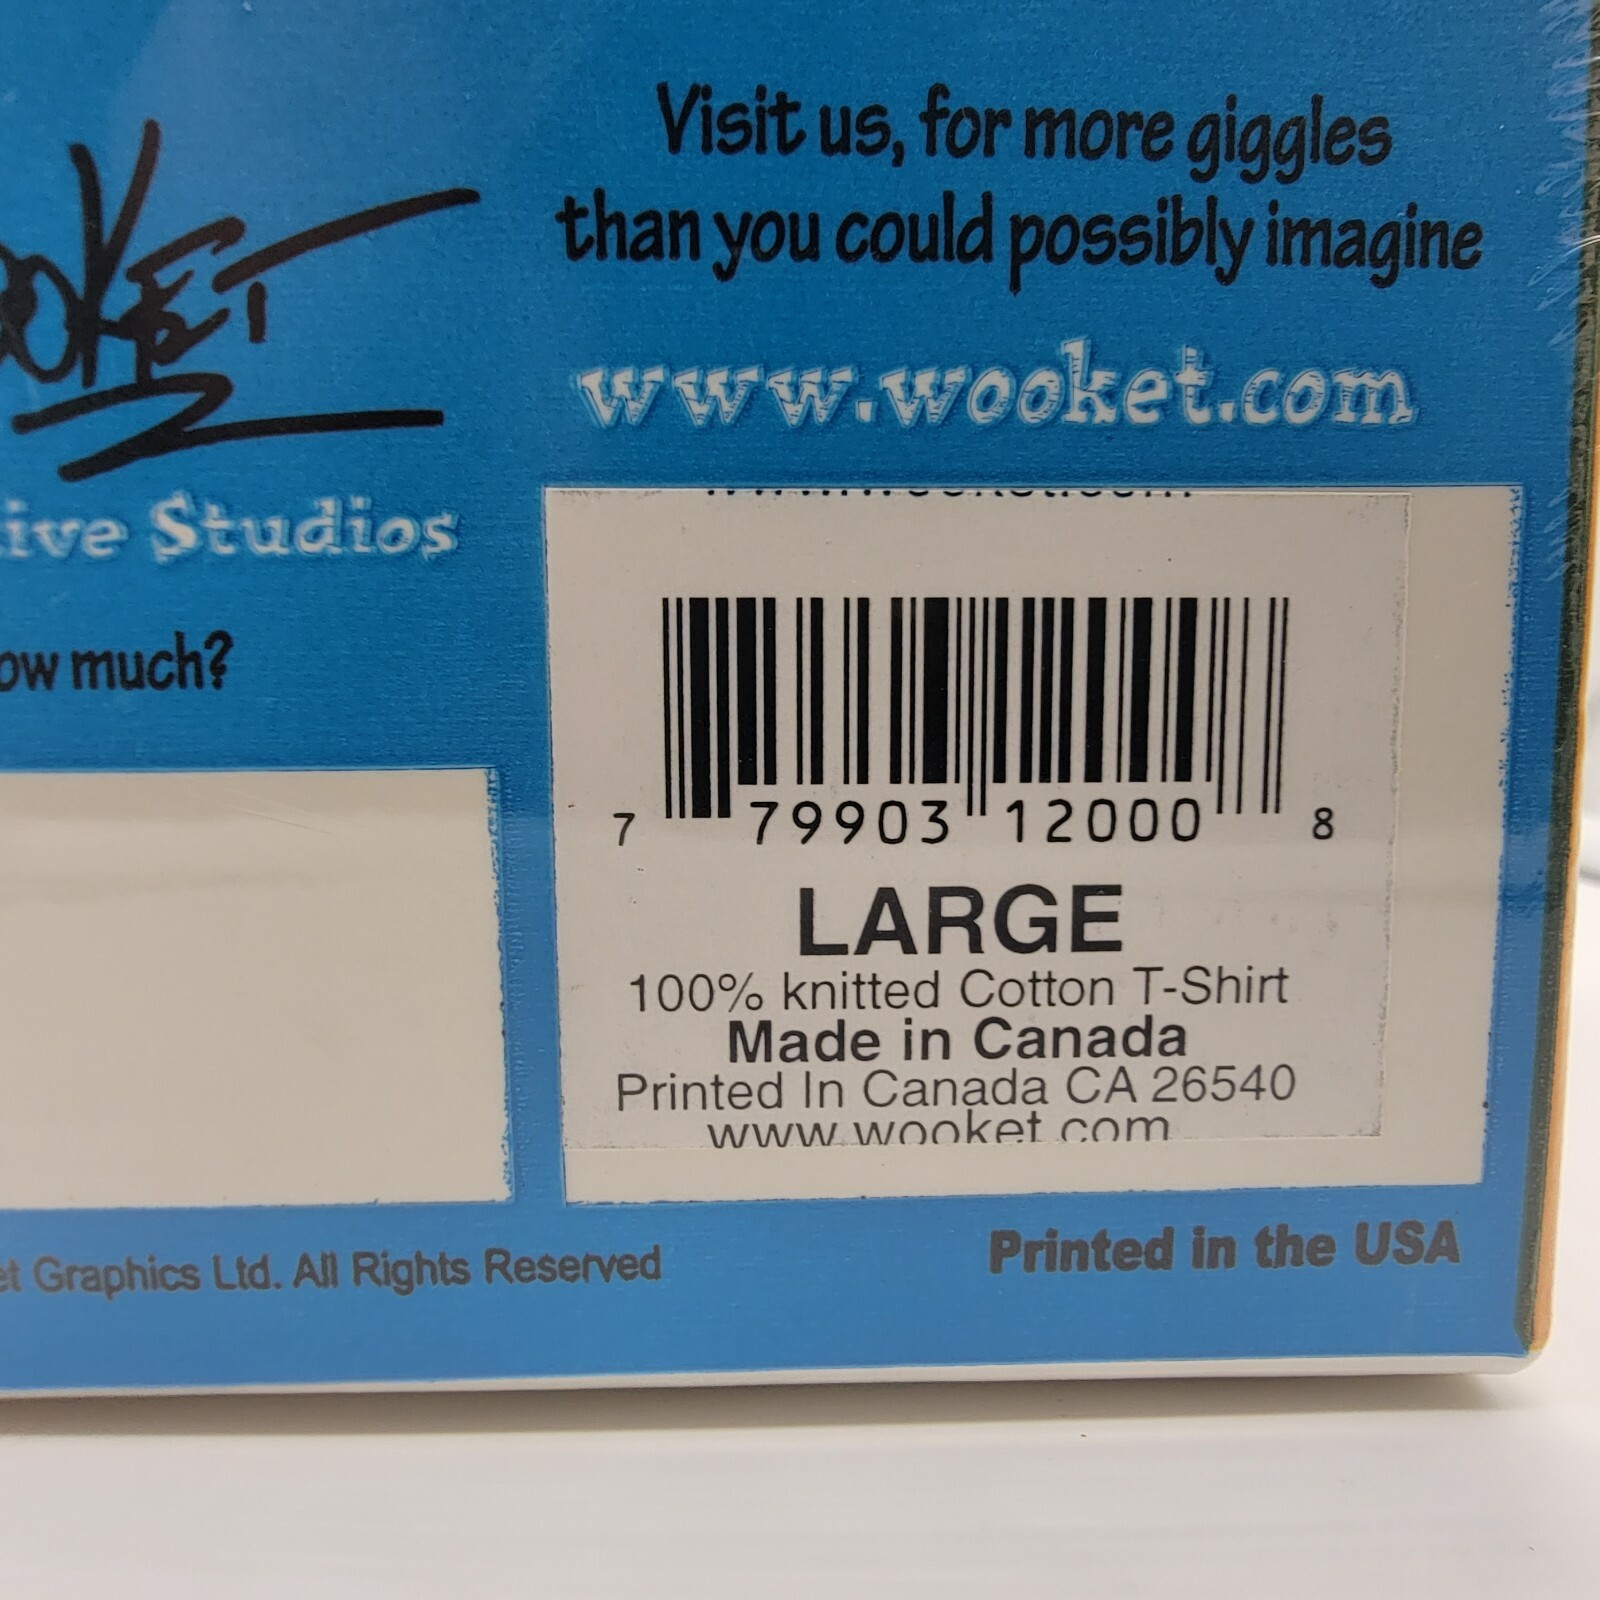 Visit us, for more giggles
than you could possibly imagine
www.wooket.com
Studios
much?
7 79903 12000 8
LARGE
100% knitted Cotton T-Shirt
Made in Canada
Printed In Canada CA 26540
www.wooket.com
Graphics Ltd. All Rights Reserved
Printed in the USA